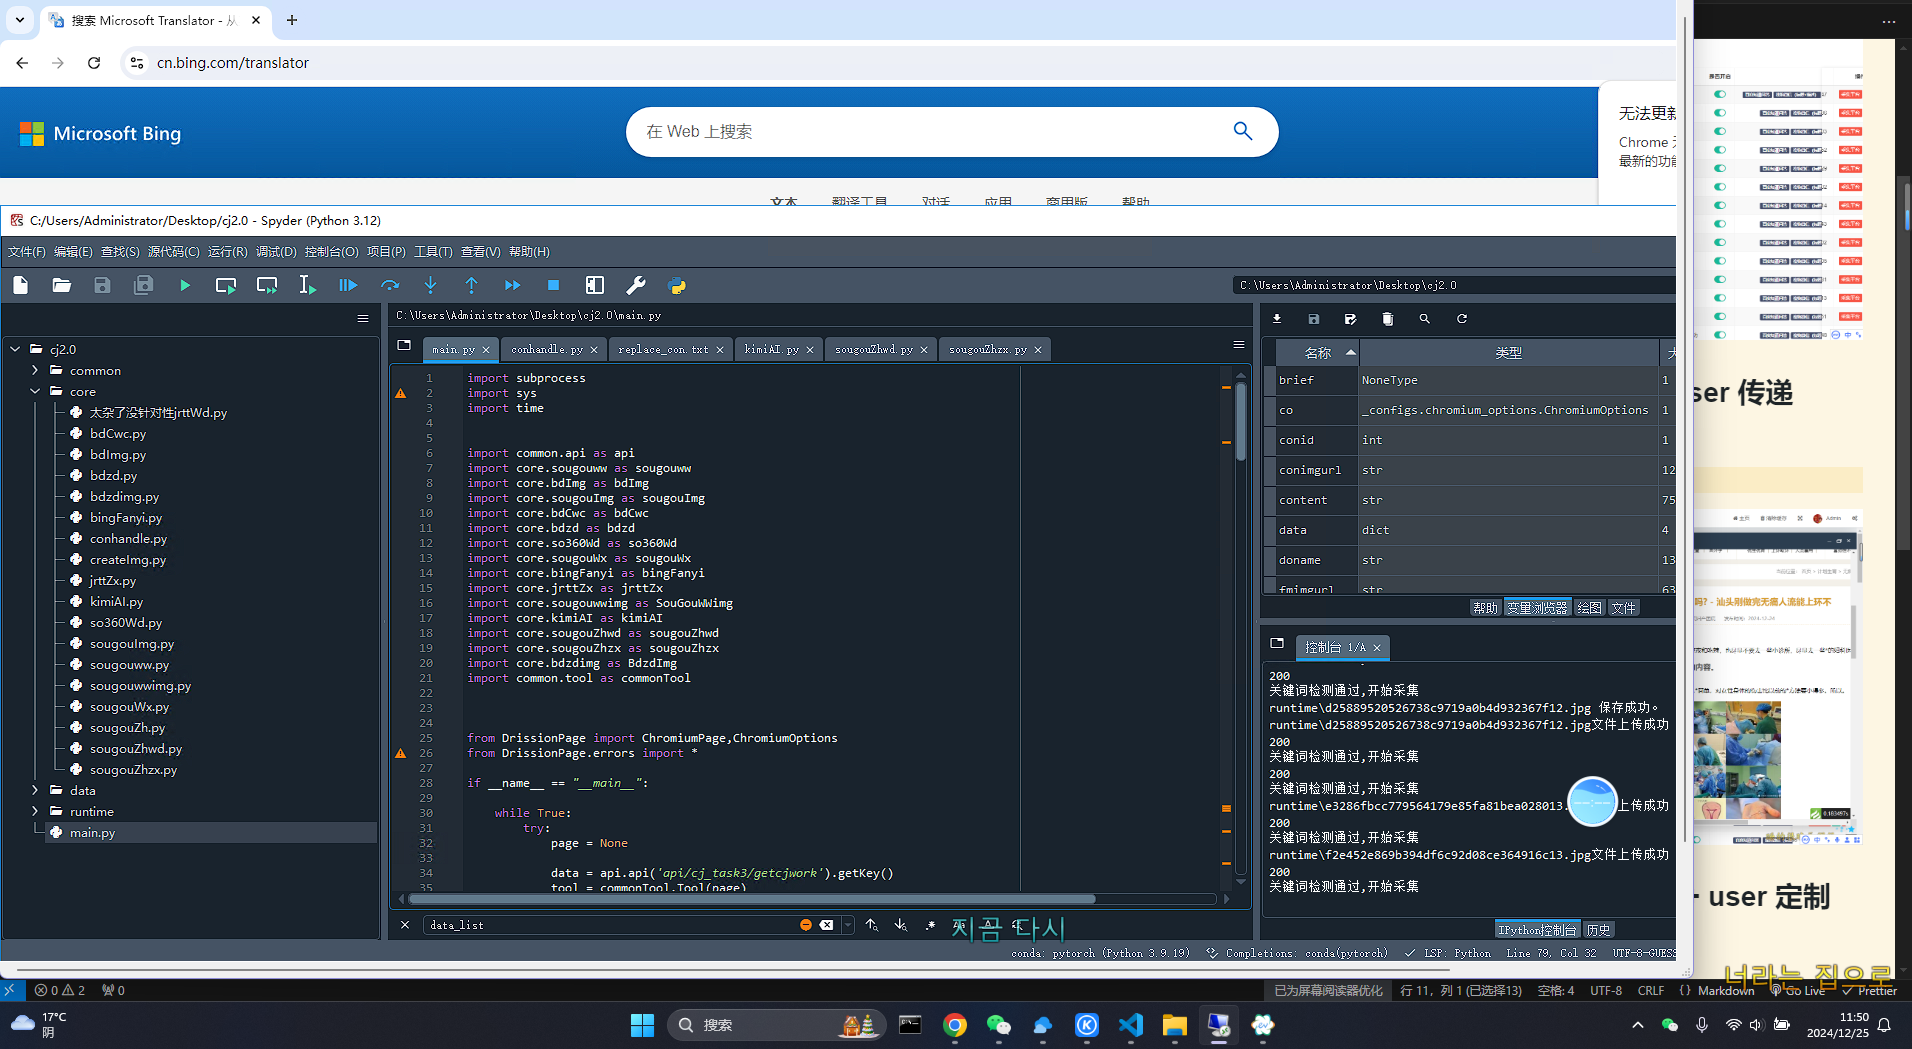 搜索 Microsoft Translator - 从
cn.bing.com/translator
Microsoft Bing
在 Web 上搜索
无法更新
Chrome
最新的功能
文本 翻译工具 对话 应用 商用版 帮助
C:/Users/Administrator/Desktop/cj2.0 - Spyder (Python 3.12)
文件(F) 编辑(E) 查找(S) 源代码(C) 运行(R) 调试(D) 控制台(O) 项目(P) 工具(T) 查看(V) 帮助(H)
C:\Users\Administrator\Desktop\cj2.0
cj2.0
common
core
太杂了没针对性jrttWd.py
bdCwc.py
bdImg.py
bdzd.py
bdzdimg.py
bingFanyi.py
conhandle.py
createImg.py
jrttZx.py
kimiAI.py
so360Wd.py
sougouImg.py
sougouww.py
sougouwwimg.py
sougouWx.py
sougouZh.py
sougouZhwd.py
sougouZhzx.py
data
runtime
main.py
C:\Users\Administrator\Desktop\cj2.0\main.py
main.py conhandle.py replace_con.txt kimiAI.py sougouZhwd.py sougouZhzx.py
1 import subprocess
2 import sys
3 import time
4
5
6 import common.api as api
7 import core.sougouww as sougouww
8 import core.bdImg as bdImg
9 import core.sougouImg as sougouImg
10 import core.bdCwc as bdCwc
11 import core.bdzd as bdzd
12 import core.so360Wd as so360Wd
13 import core.sougouWx as sougouWx
14 import core.bingFanyi as bingFanyi
15 import core.jrttZx as jrttZx
16 import core.sougouwwimg as SouGouWWimg
17 import core.kimiAI as kimiAI
18 import core.sougouZhwd as sougouZhwd
19 import core.sougouZhzx as sougouZhzx
20 import core.bdzdimg as BdzdImg
21 import common.tool as commonTool
22
23
24
25 from DrissionPage import ChromiumPage,ChromiumOptions
26 from DrissionPage.errors import *
27
28 if __name__ == "__main__":
29
30 while True:
31 try:
32 page = None
33
34 data = api.api('api/cj_task3/getcjwork').getKey()
35 tool = commonTool.Tool(page)
data_list
지금 다시
名称 类型 大
brief NoneType 1
co _configs.chromium_options.ChromiumOptions 1
conid int 1
conimgurl str 12
content str 75
data dict 4
doname str 13
fmimgurl str 63
帮助 变量浏览器 绘图 文件
控制台 1/A
200
关键词检测通过,开始采集
runtime\d25889520526738c9719a0b4d932367f12.jpg 保存成功。
runtime\d25889520526738c9719a0b4d932367f12.jpg文件上传成功
200
关键词检测通过,开始采集
200
关键词检测通过,开始采集
runtime\e3286fbcc779564179e85fa81bea028013. 上传成功
200
关键词检测通过,开始采集
runtime\f2e452e869b394df6c92d08ce364916c13.jpg文件上传成功
200
关键词检测通过,开始采集
IPython控制台 历史
conda: pytorch (Python 3.9.19) Completions: conda(pytorch) LSP: Python Line 79, Col 32 UTF-8-GUESS
是否开启
ser 传递
Admin
吗? - 汕头刚做完无痛人流能上环不
0.163497s
user 定制
너라는 집으로
0 2 0
已为屏幕阅读器优化 行 11，列 1 (已选择13) 空格: 4 UTF-8 CRLF {} Markdown Go Live Prettier
17°C
阴
搜索
11:50
2024/12/25